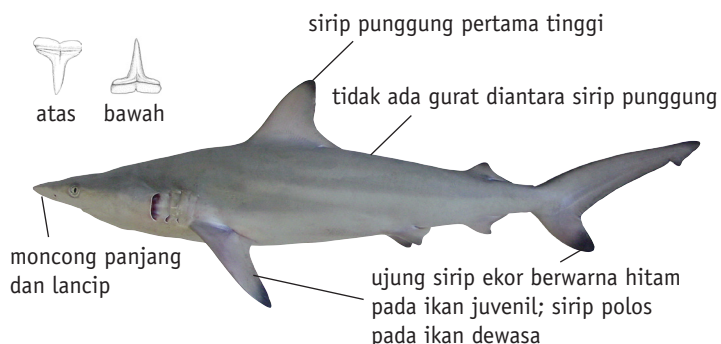 sirip punggung pertama tinggi
tidak ada gurat diantara sirip punggung
atas
bawah
moncong panjang
dan lancip
ujung sirip ekor berwarna hitam
pada ikan juvenil; sirip polos
pada ikan dewasa